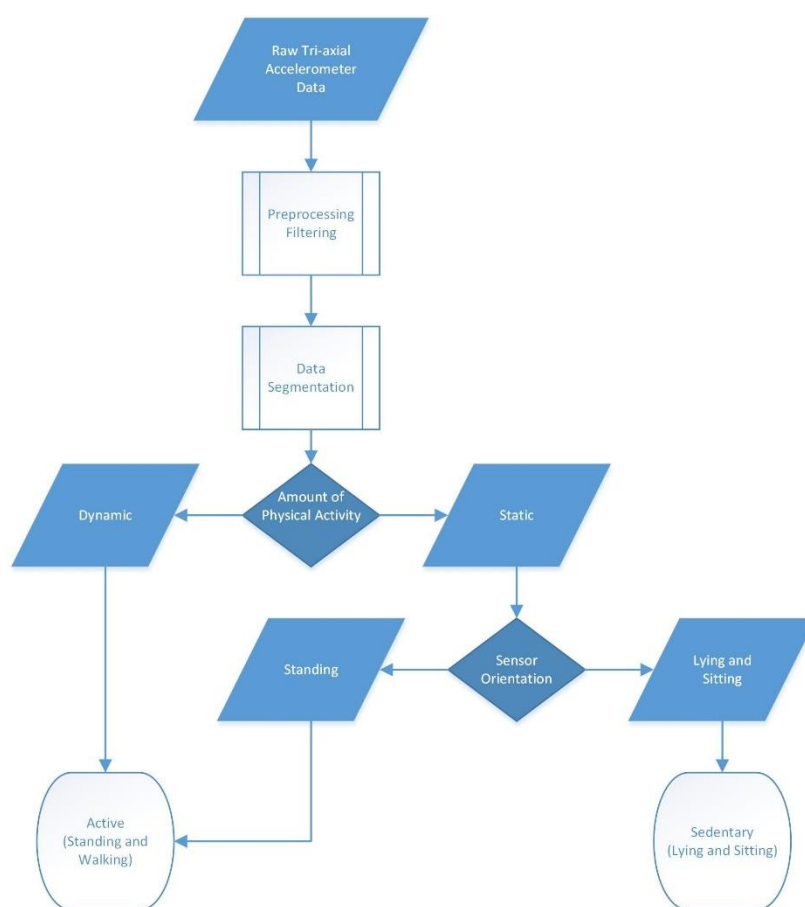 Raw Tri-axial
Accelerometer
Data
Preprocessing
Filtering
Data
Segmentation
Amount of
Physical Activity
Dynamic
Static
Standing
Sensor
Orientation
Lying and
Sitting
Active
(Standing and
Walking)
Sedentary
(Lying and Sitting)